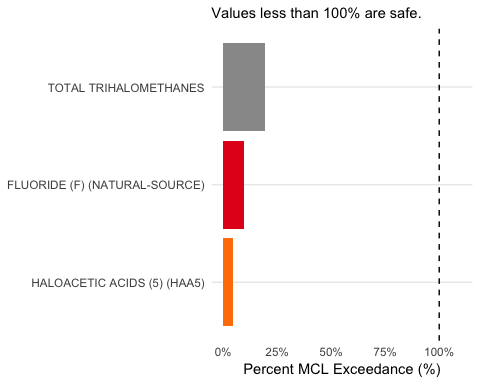 Values less than 100% are safe.
TOTAL TRIHALOMETHANES
FLUORIDE (F) (NATURAL-SOURCE)
HALOACETIC ACIDS (5) (HAA5)
0% 25% 50% 75% 100%
Percent MCL Exceedance (%)